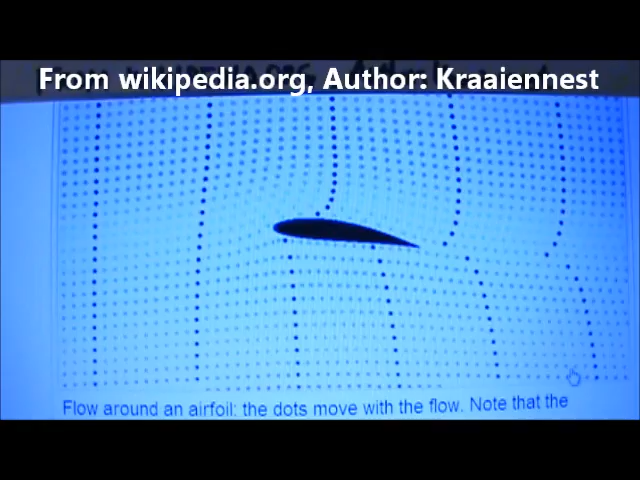 From wikipedia.org, Author: Kraaiennest
Flow around an airfoil: the dots move with the flow. Note that the